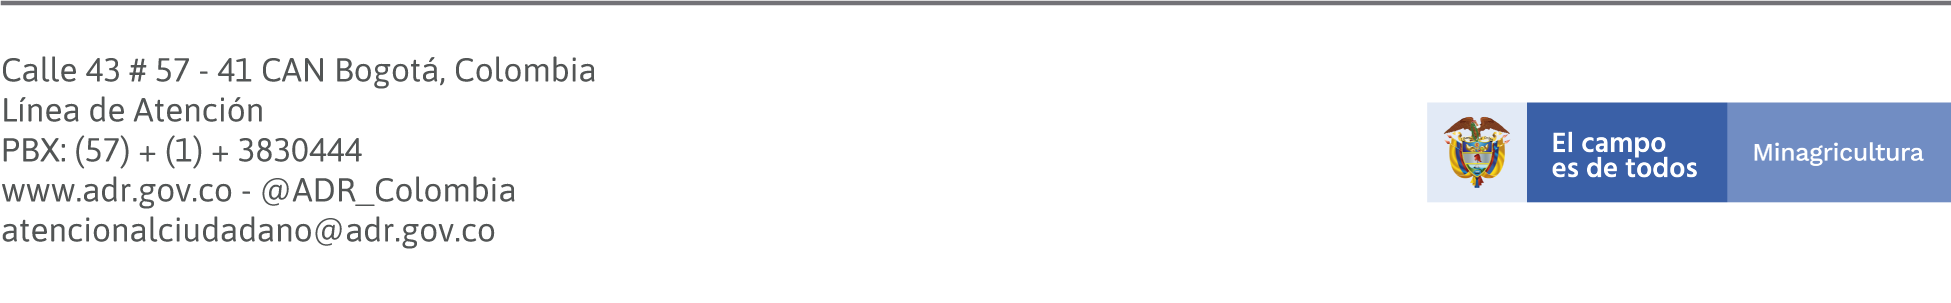 Calle 43 # 57 - 41 CAN Bogotá, Colombia
Línea de Atención
PBX: (57) + (1) + 3830444
www.adr.gov.co - @ADR_Colombia
atencionalciudadano@adr.gov.co
El campo
es de todos
Minagricultura